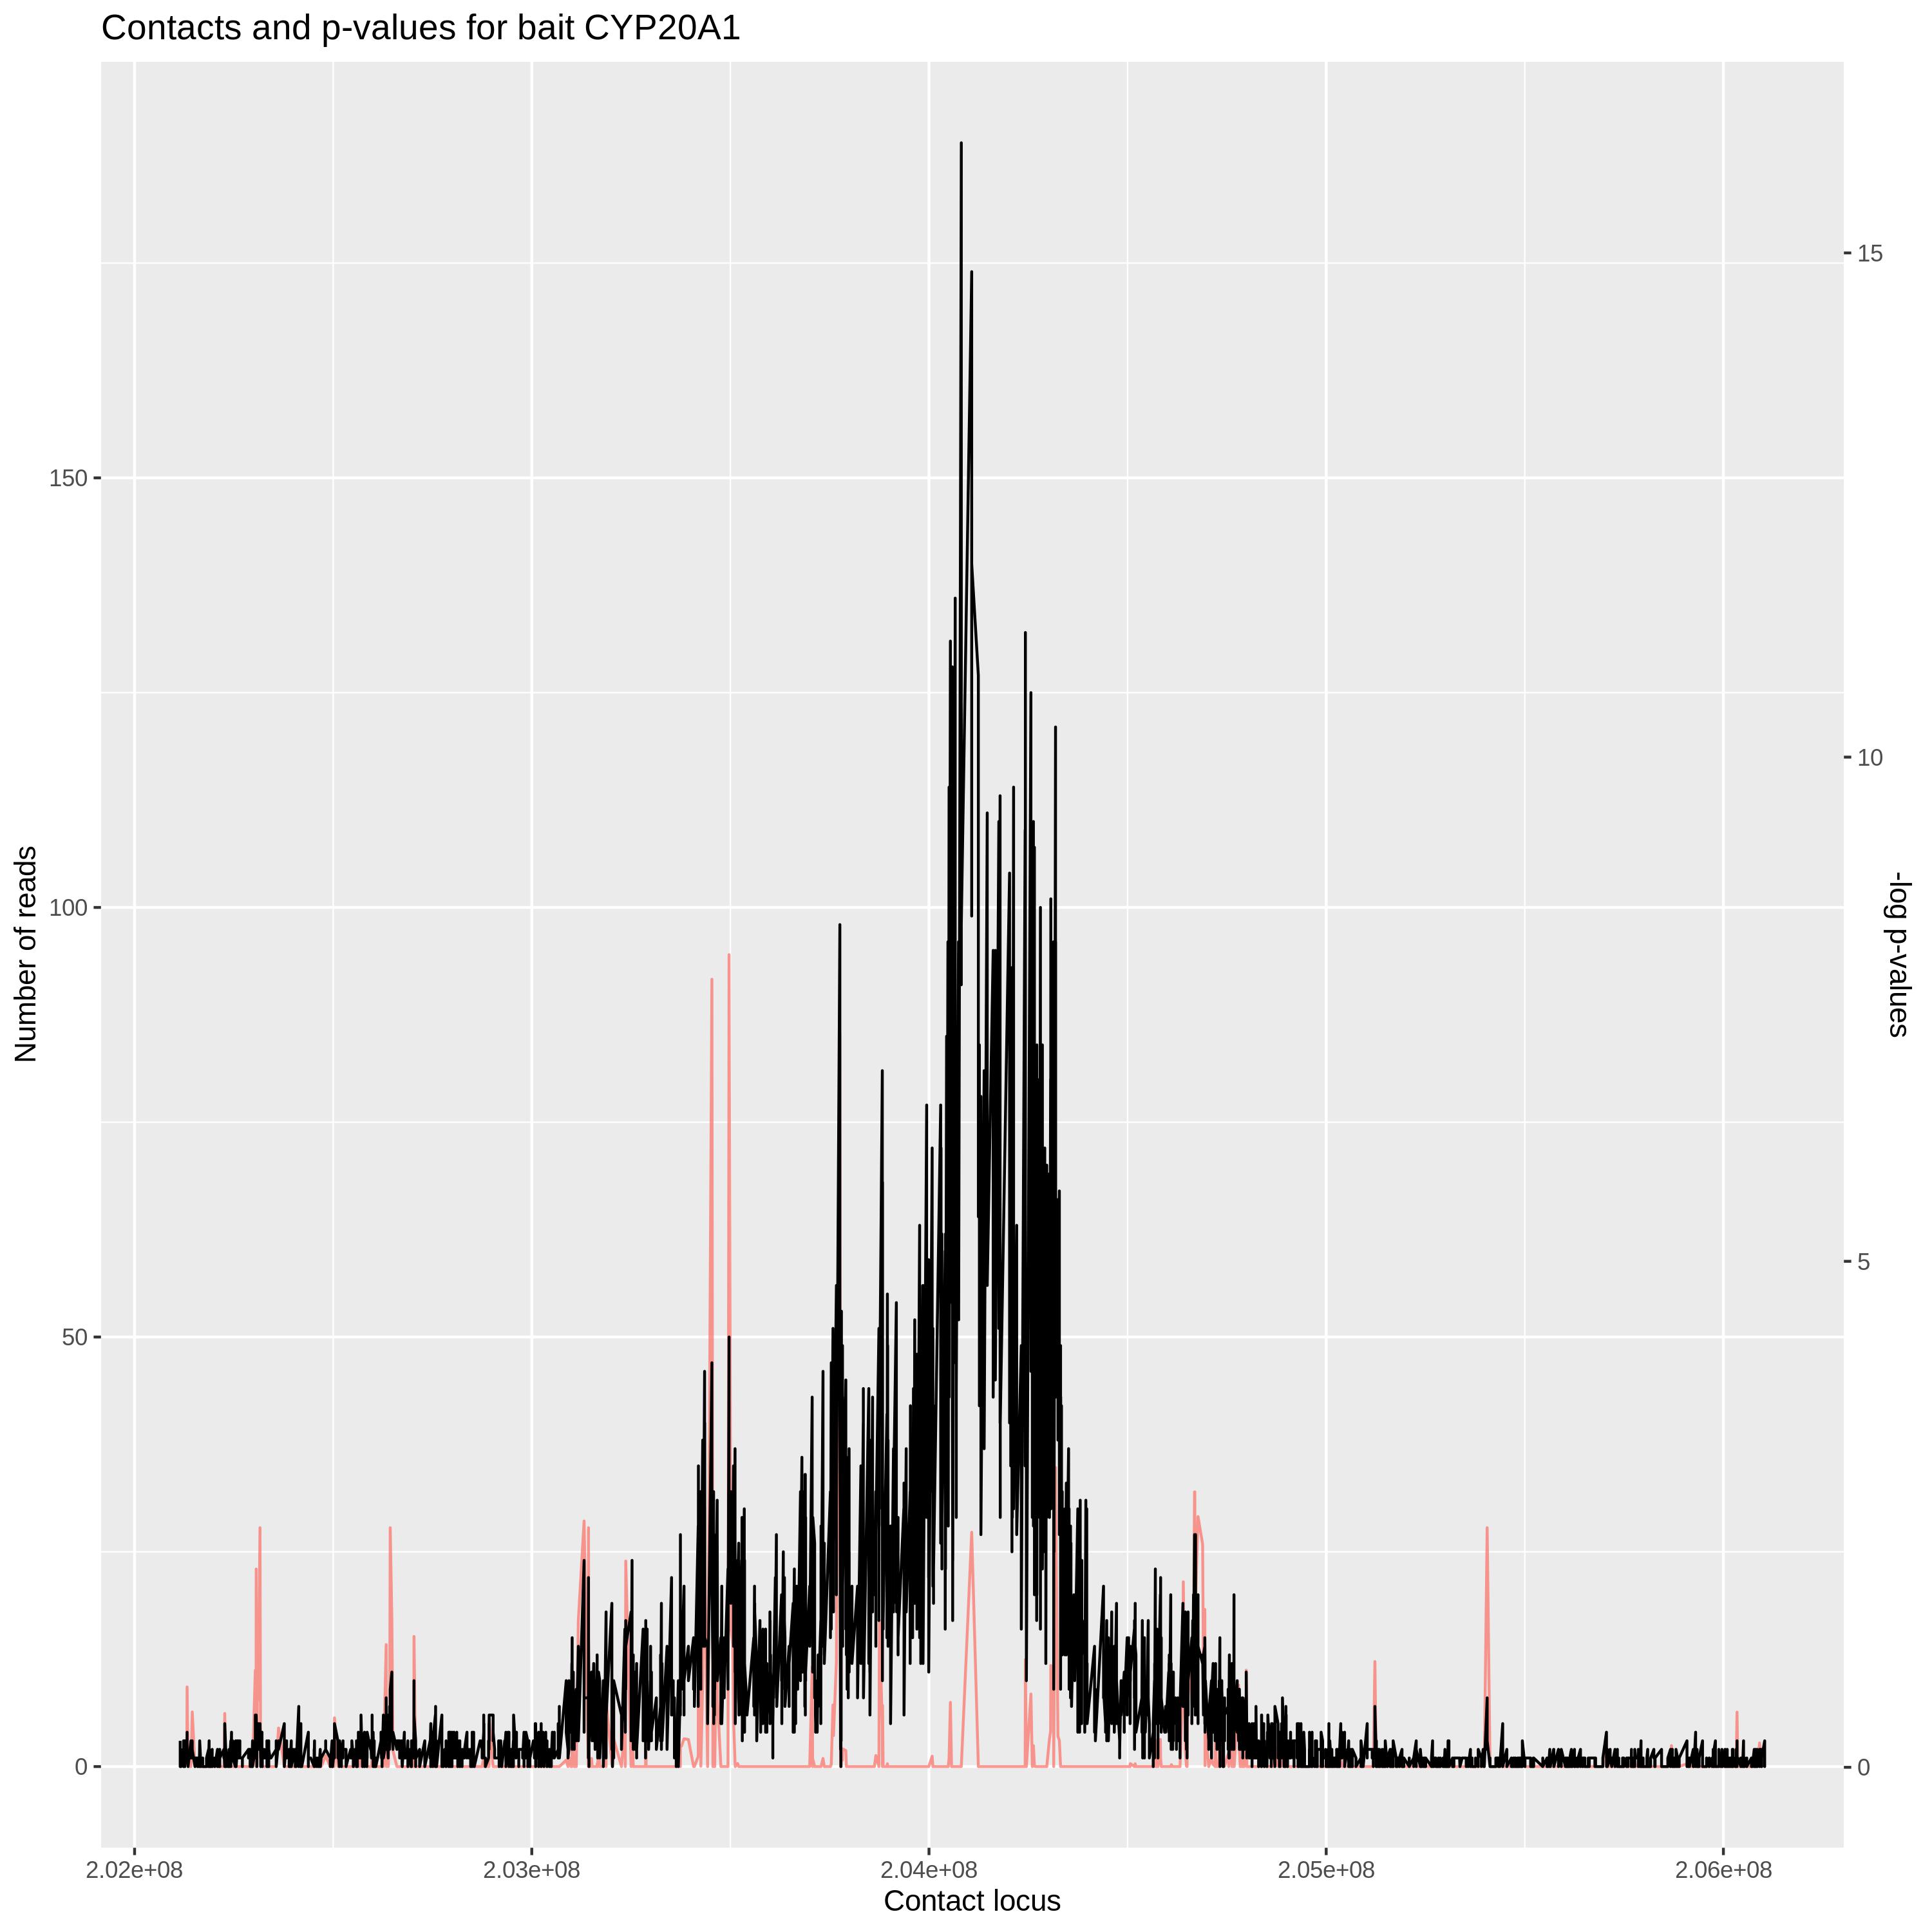 Contacts and p-values for bait CYP20A1
150
100
50
0
Number of reads
15
10
5
0
-log p-values
2.02e+08 2.03e+08 2.04e+08 2.05e+08 2.06e+08
Contact locus